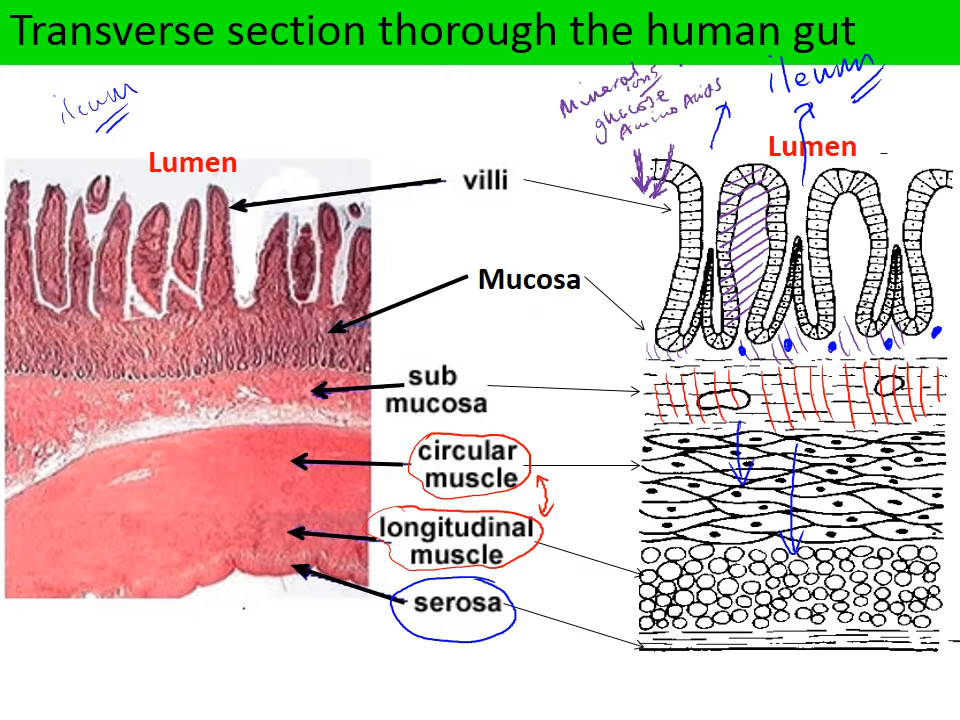 Transverse section thorough the human gut
ileum
Mineral
ions
glucose
Amino Acids
ileum
Lumen
Lumen
villi
Mucosa
sub
mucosa
circular
muscle
longitudinal
muscle
serosa